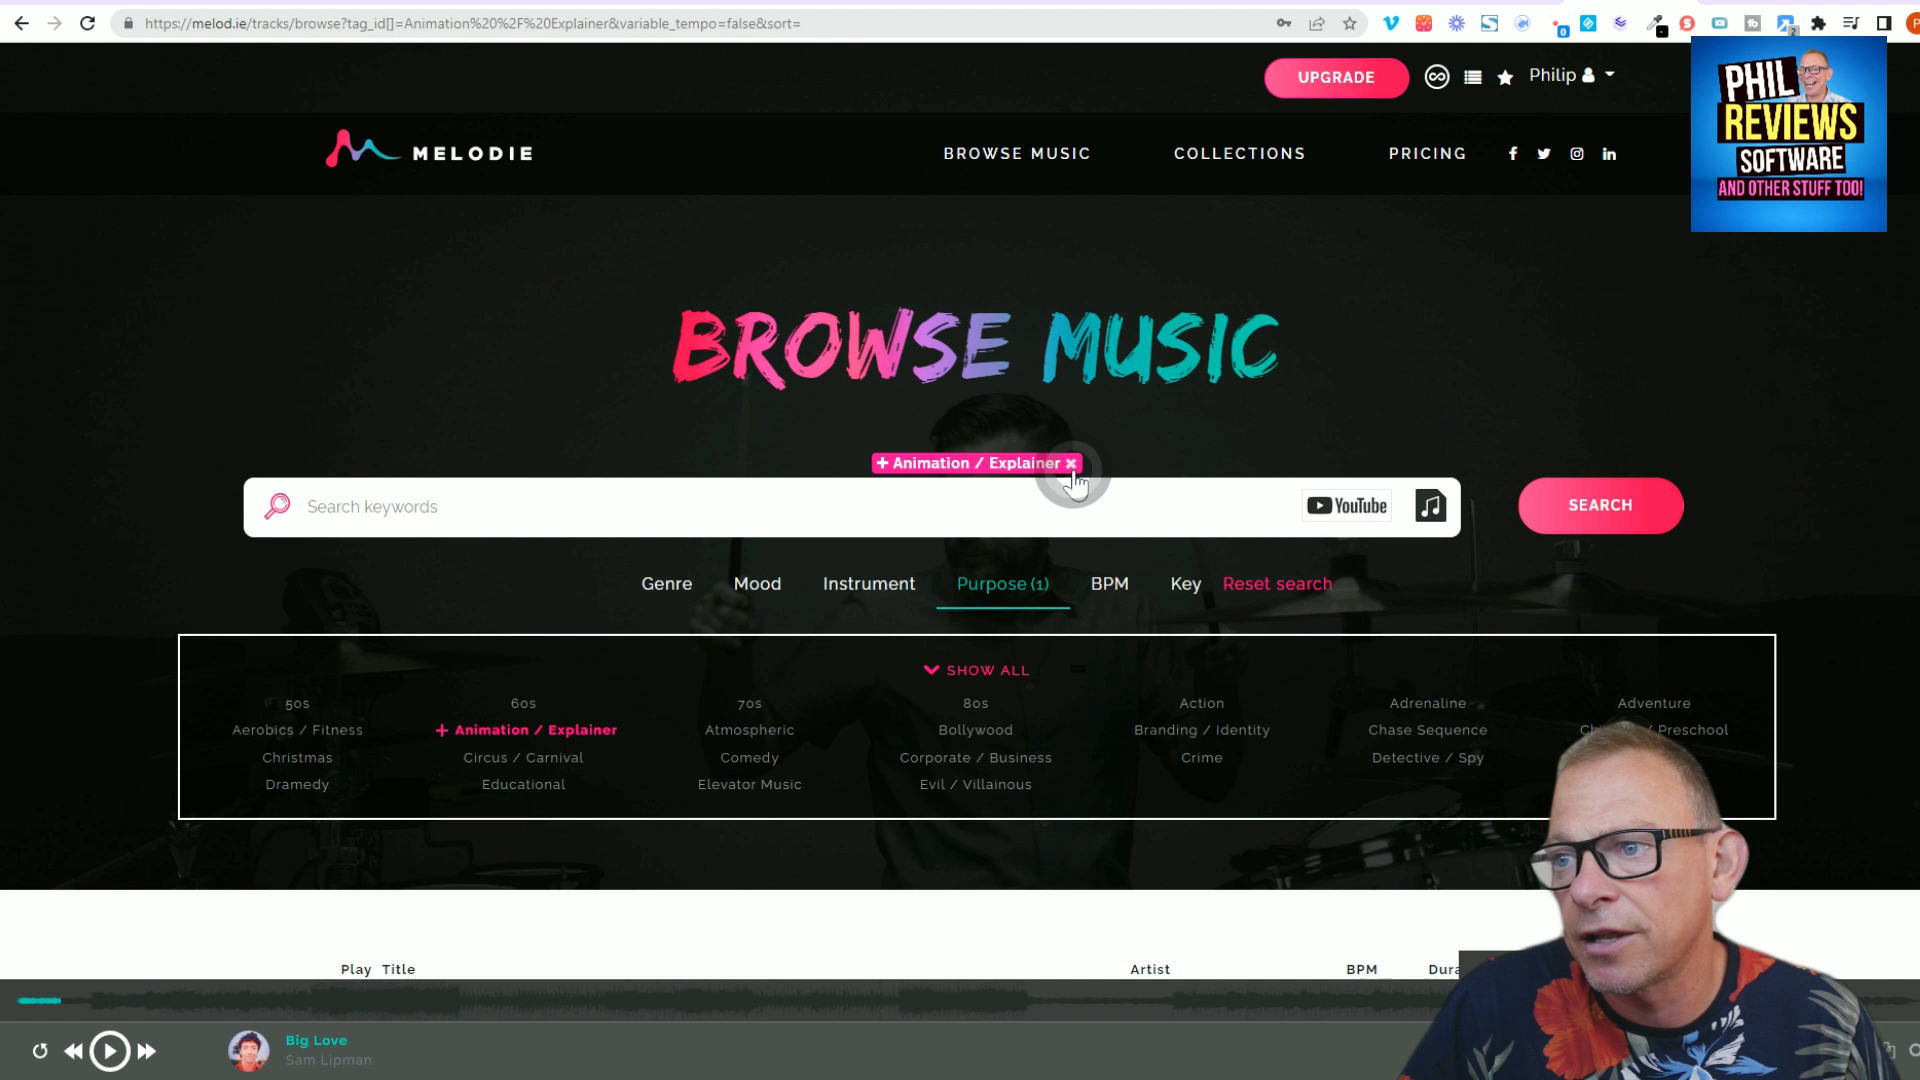 https://melod.ie/tracks/browse?tag_id[]=Animation%20%2F%20Explainer&variable_tempo=false&sort=
UPGRADE
Philip
MELODIE
BROWSE MUSIC
COLLECTIONS
PRICING
PHIL
REVIEWS
SOFTWARE
AND OTHER STUFF TOO!
BROWSE MUSIC
+ Animation / Explainer ×
Search keywords
YouTube
SEARCH
Genre
Mood
Instrument
Purpose (1)
BPM
Key
Reset search
SHOW ALL
50s
60s
70s
80s
Action
Adrenaline
Adventure
Aerobics / Fitness
+ Animation / Explainer
Atmospheric
Bollywood
Branding / Identity
Chase Sequence
/ Preschool
Christmas
Circus / Carnival
Comedy
Corporate / Business
Crime
Detective / Spy
Dramedy
Educational
Elevator Music
Evil / Villainous
Play Title
Artist
BPM
Big Love
Sam Lipman